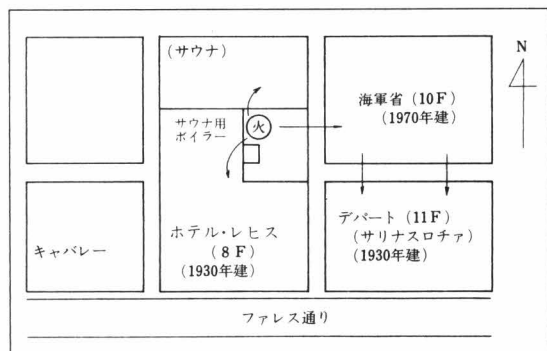 (サウナ)
N
海軍省 (10F)
(1970年建)
サウナ用
ボイラー
火
ホテル・レヒス
(8F)
(1930年建)
デパート (11F)
(サリナスロチァ)
(1930年建)
キャバレー
ファレス通り